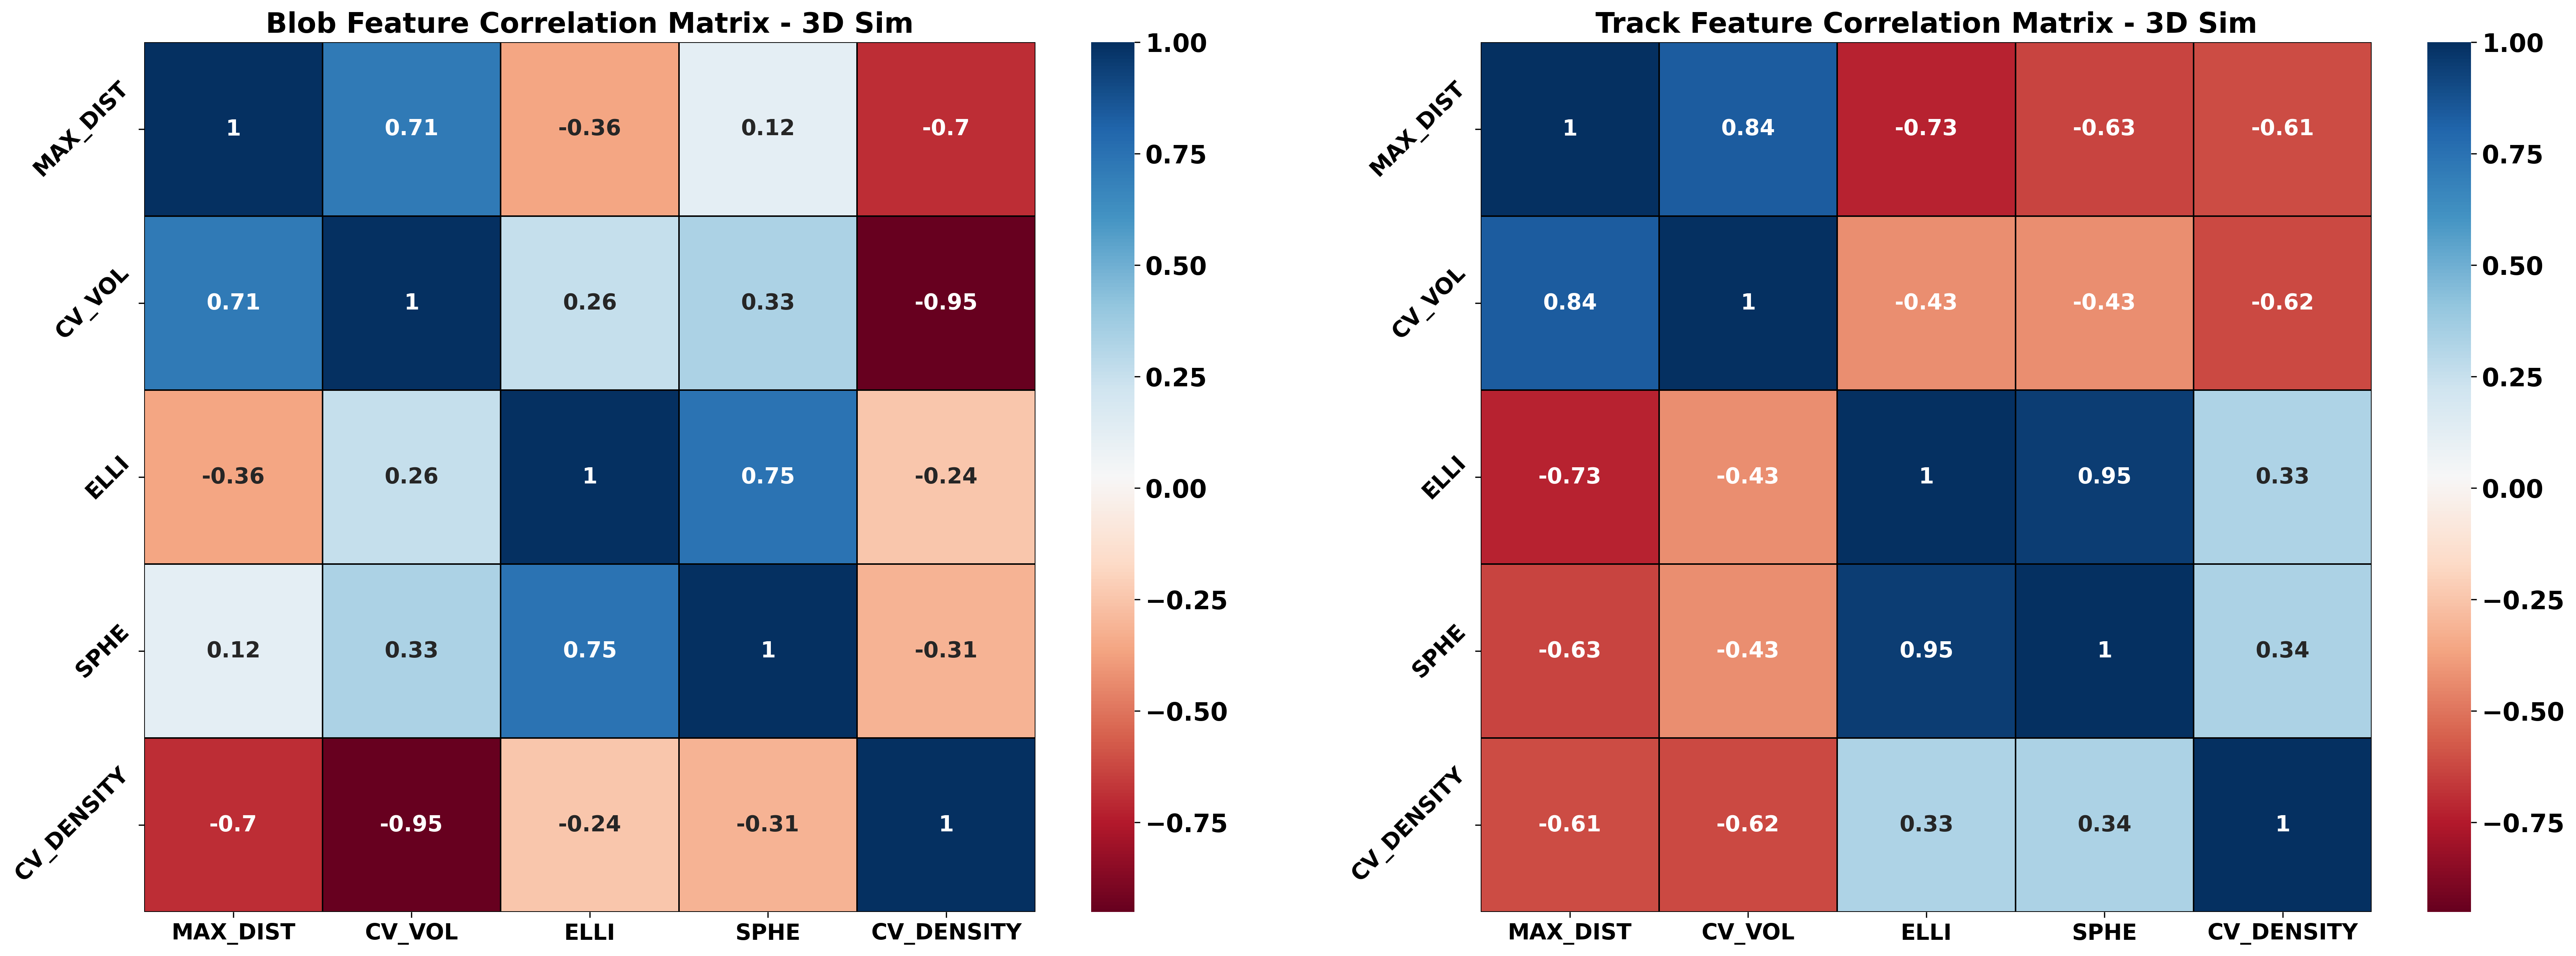 Blob Feature Correlation Matrix - 3D Sim
MAX_DIST 1 0.71 -0.36 0.12 -0.7
CV_VOL 0.71 1 0.26 0.33 -0.95
ELLI -0.36 0.26 1 0.75 -0.24
SPHE 0.12 0.33 0.75 1 -0.31
CV_DENSITY -0.7 -0.95 -0.24 -0.31 1
MAX_DIST CV_VOL ELLI SPHE CV_DENSITY
1.00
0.75
0.50
0.25
0.00
−0.25
−0.50
−0.75
Track Feature Correlation Matrix - 3D Sim
MAX_DIST 1 0.84 -0.73 -0.63 -0.61
CV_VOL 0.84 1 -0.43 -0.43 -0.62
ELLI -0.73 -0.43 1 0.95 0.33
SPHE -0.63 -0.43 0.95 1 0.34
CV_DENSITY -0.61 -0.62 0.33 0.34 1
MAX_DIST CV_VOL ELLI SPHE CV_DENSITY
1.00
0.75
0.50
0.25
0.00
−0.25
−0.50
−0.75